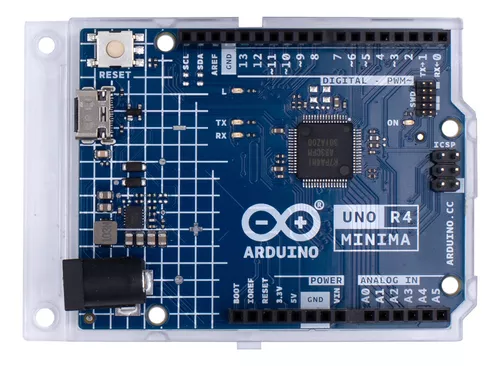 RESET
SCL
SDA
AREF
GND
13
12
~11
~10
~9
8
7
~6
~5
4
~3
2
TX→1
RX←0
DIGITAL - PWM~
SWD
L
TX
RX
ON
ICSP
R7FA4M1
ARDUINO
®
UNO R4
MINIMA
ARDUINO.CC
POWER
ANALOG IN
BOOT
IOREF
RESET
3.3V
5V
GND
VIN
A0
A1
A2
A3
A4
A5